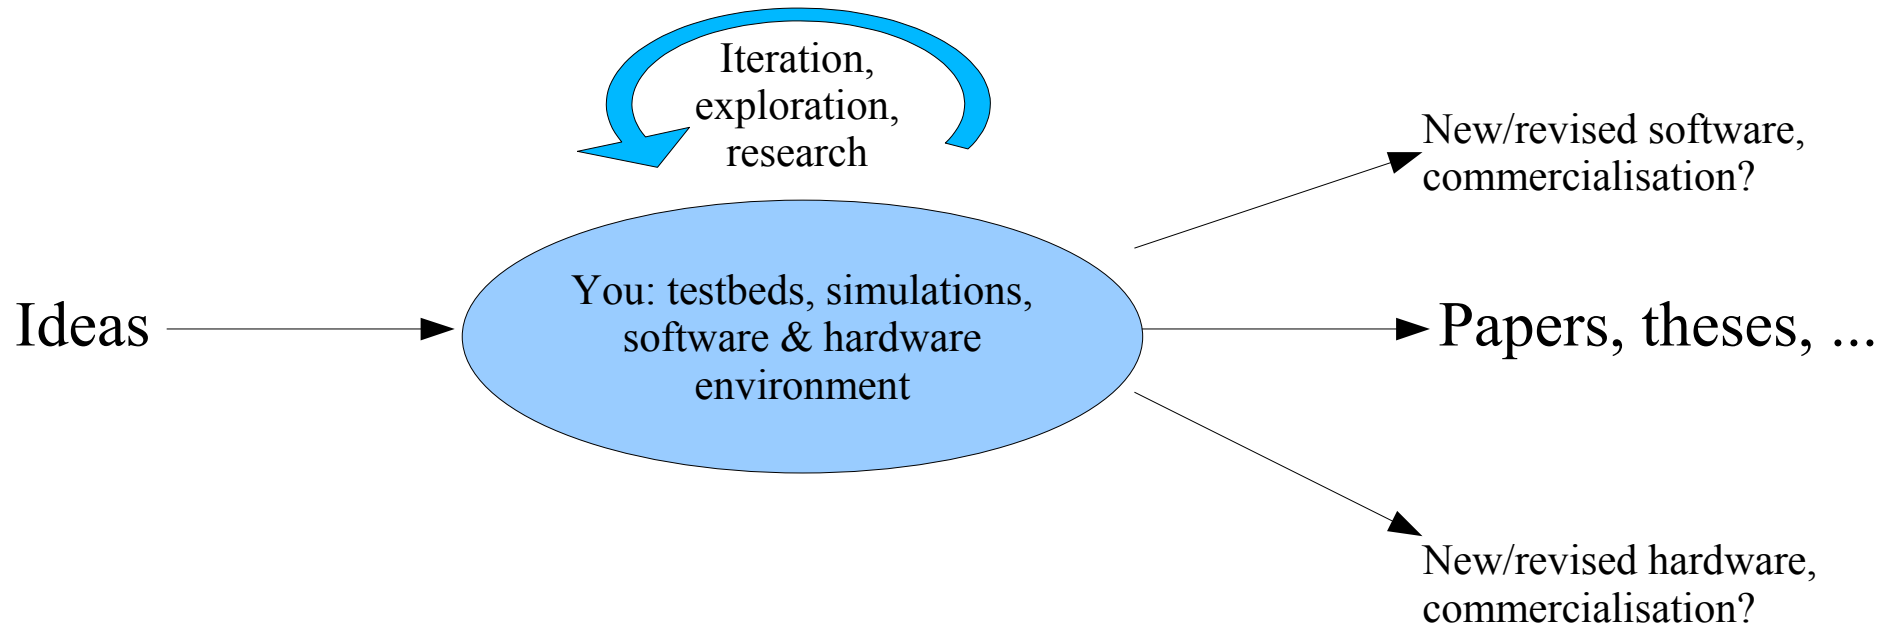 Iteration,
exploration,
research
New/revised software,
commercialisation?
Ideas
You: testbeds, simulations,
software & hardware
environment
Papers, theses, ...
New/revised hardware,
commercialisation?